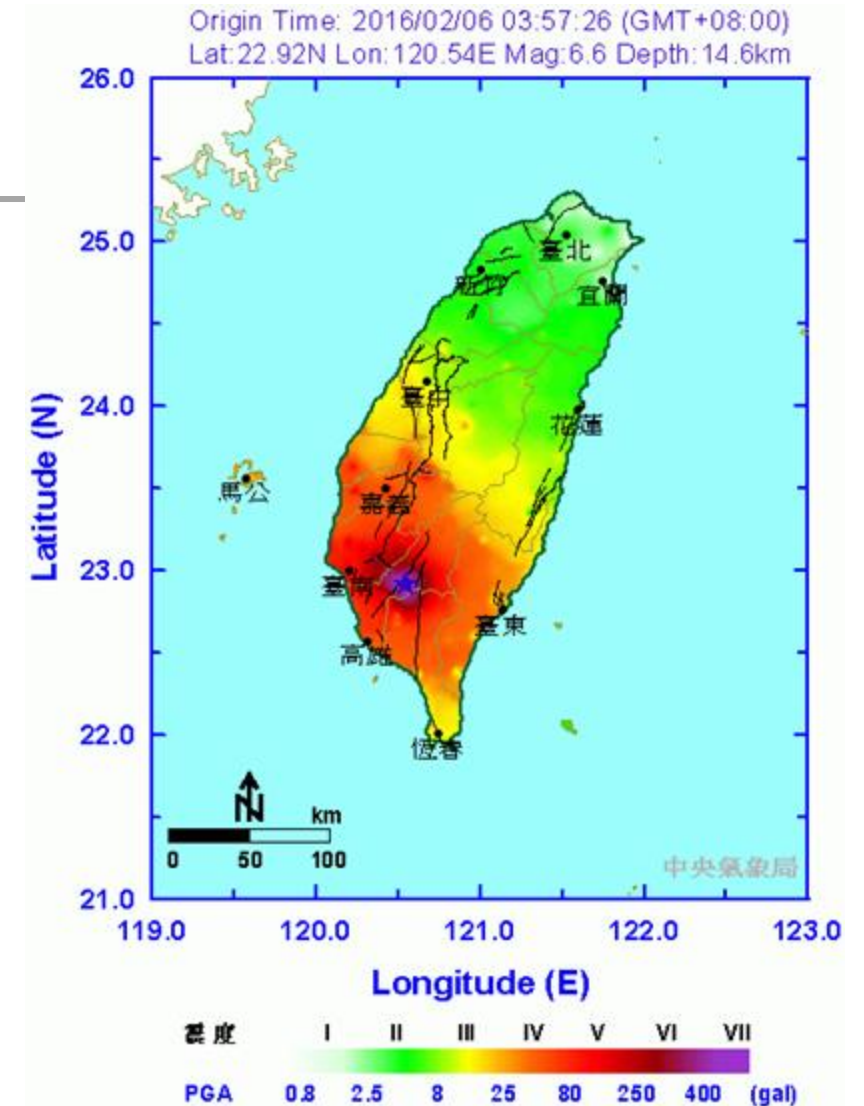 Origin Time: 2016/02/06 03:57:26 (GMT+08:00)
Lat:22.92N Lon:120.54E Mag:6.6 Depth:14.6km
26.0
25.0
臺北
新竹
宜蘭
24.0
臺中
花蓮
馬公
嘉義
23.0
臺南
臺東
高雄
22.0
恆春
N
km
0 50 100
中央氣象局
21.0
119.0 120.0 121.0 122.0 123.0
Latitude (N)
Longitude (E)
震度 I II III IV V VI VII
PGA 0.8 2.5 8 25 80 250 400 (gal)